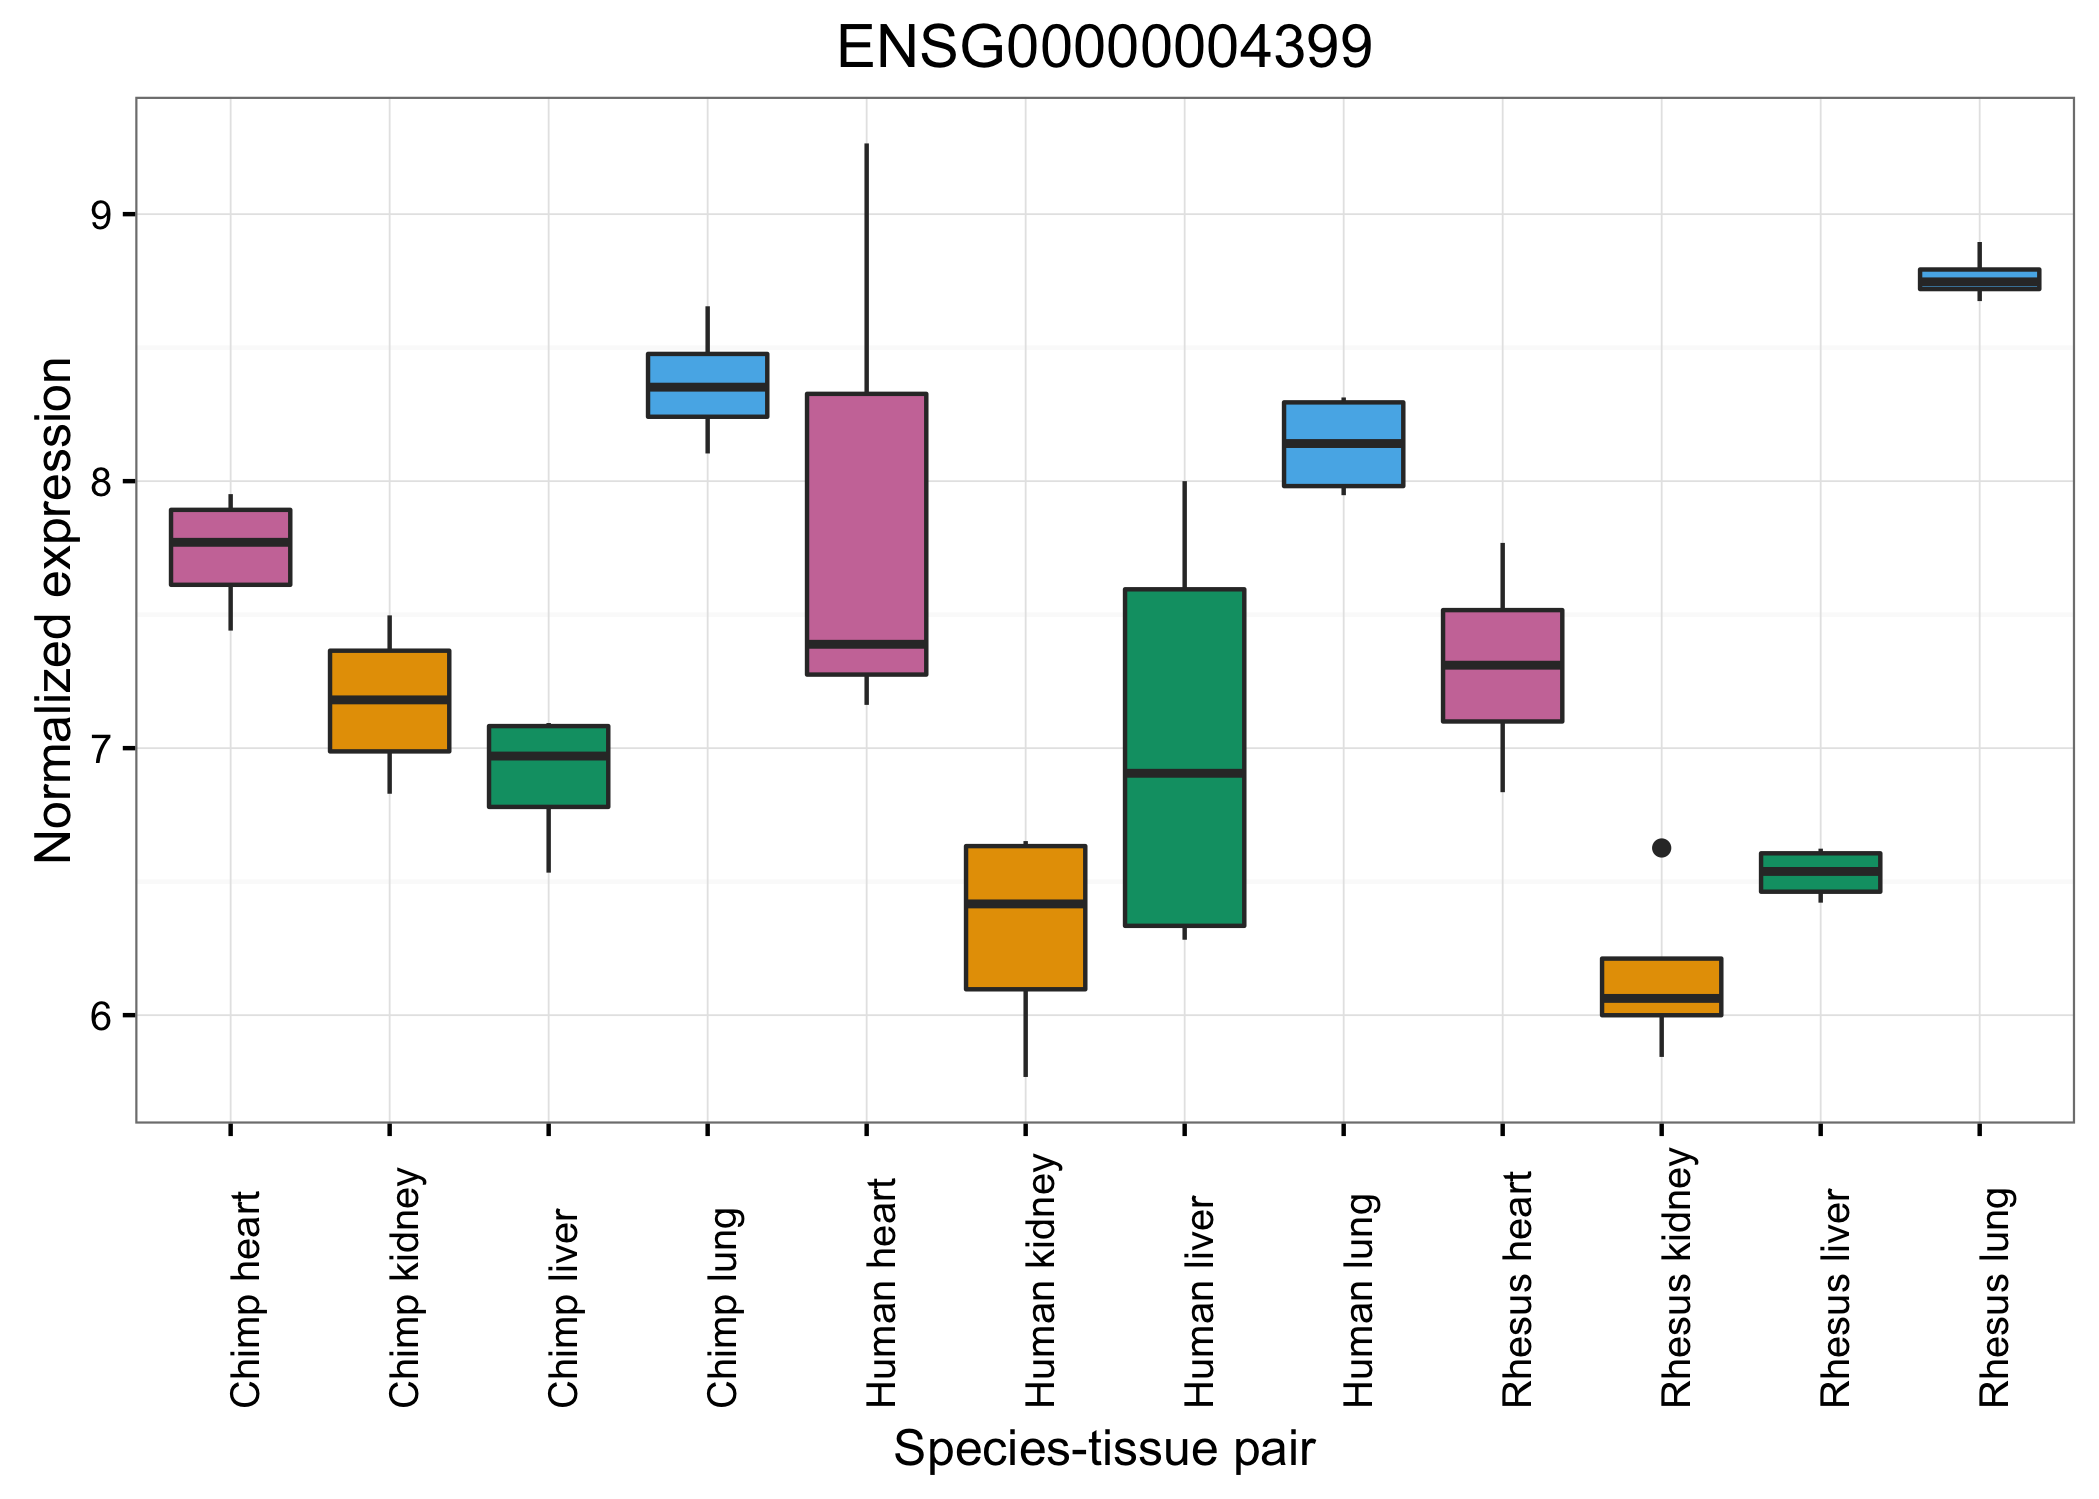 ENSG00000004399
Normalized expression
9
8
7
6
Chimp heart
Chimp kidney
Chimp liver
Chimp lung
Human heart
Human kidney
Human liver
Human lung
Rhesus heart
Rhesus kidney
Rhesus liver
Rhesus lung
Species-tissue pair